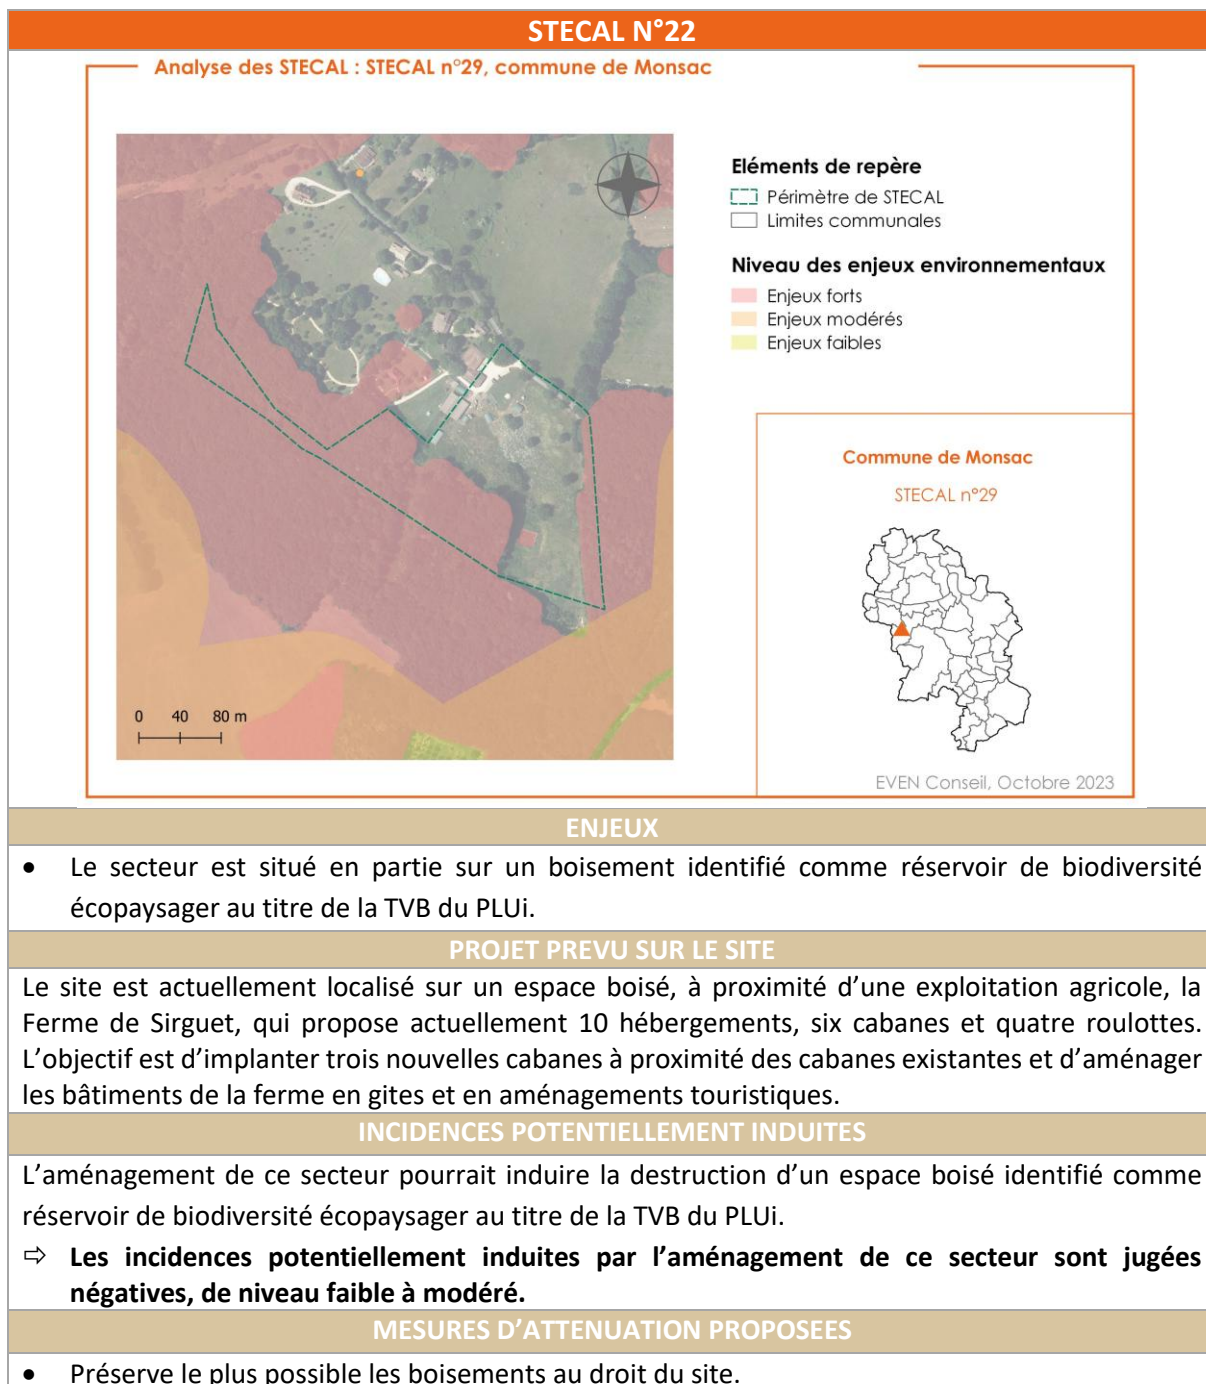 STECAL N°22
Analyse des STECAL : STECAL n°29, commune de Monsac
Eléments de repère
Périmètre de STECAL
Limites communales
Niveau des enjeux environnementaux
Enjeux forts
Enjeux modérés
Enjeux faibles
Commune de Monsac
STECAL n°29
0 40 80 m
EVEN Conseil, Octobre 2023
ENJEUX
• Le secteur est situé en partie sur un boisement identifié comme réservoir de biodiversité
écopaysager au titre de la TVB du PLUi.
PROJET PREVU SUR LE SITE
Le site est actuellement localisé sur un espace boisé, à proximité d’une exploitation agricole, la
Ferme de Sirguet, qui propose actuellement 10 hébergements, six cabanes et quatre roulottes.
L’objectif est d’implanter trois nouvelles cabanes à proximité des cabanes existantes et d’aménager
les bâtiments de la ferme en gites et en aménagements touristiques.
INCIDENCES POTENTIELLEMENT INDUITES
L’aménagement de ce secteur pourrait induire la destruction d’un espace boisé identifié comme
réservoir de biodiversité écopaysager au titre de la TVB du PLUi.
⇨ Les incidences potentiellement induites par l’aménagement de ce secteur sont jugées
négatives, de niveau faible à modéré.
MESURES D’ATTENUATION PROPOSEES
• Préserve le plus possible les boisements au droit du site.